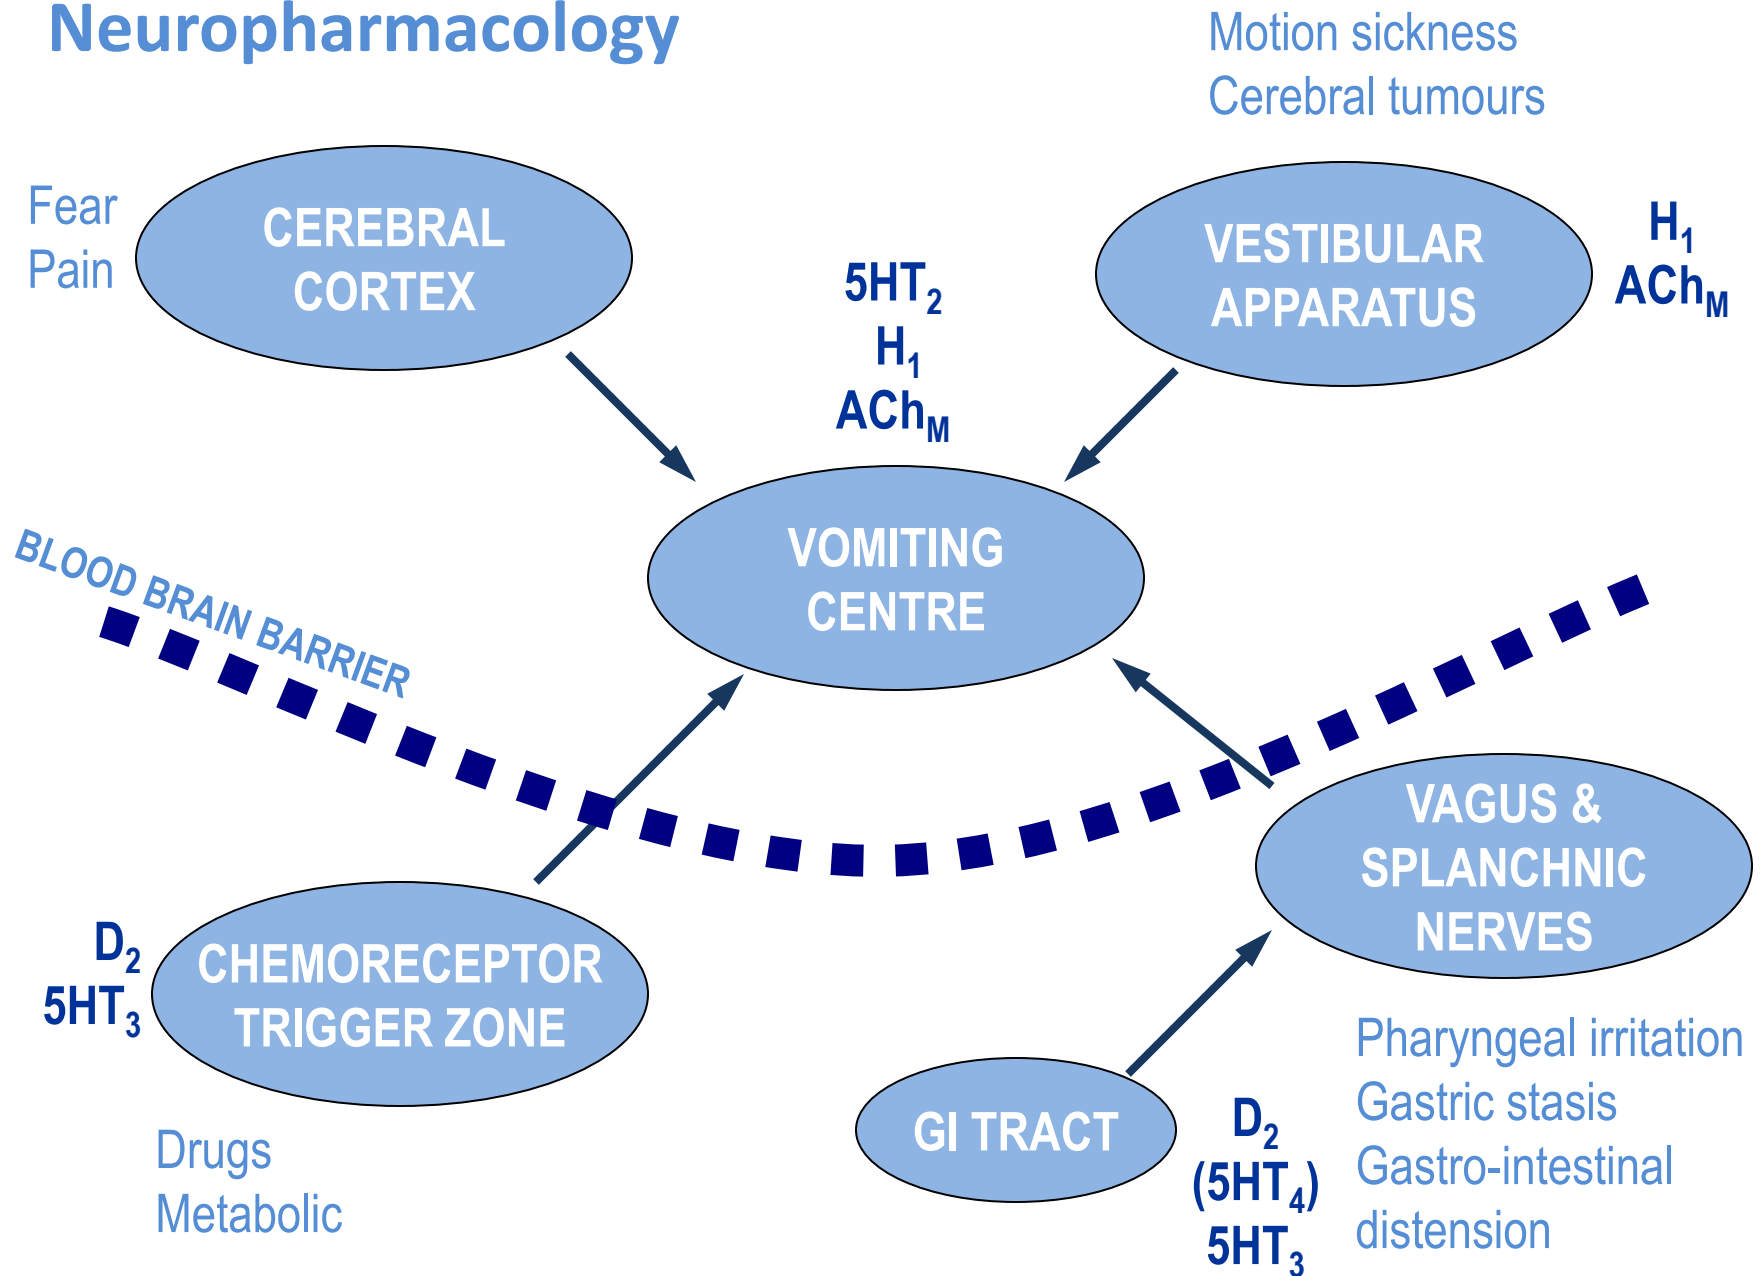 Neuropharmacology
Motion sickness
Cerebral tumours
Fear
Pain
CEREBRAL
CORTEX
5HT₂
H₁
ACh_M
VESTIBULAR
APPARATUS
H₁
ACh_M
VOMITING
CENTRE
BLOOD BRAIN BARRIER
D₂
5HT₃
CHEMORECEPTOR
TRIGGER ZONE
Drugs
Metabolic
VAGUS &
SPLANCHNIC
NERVES
GI TRACT
D₂
(5HT₄)
5HT₃
Pharyngeal irritation
Gastric stasis
Gastro-intestinal
distension